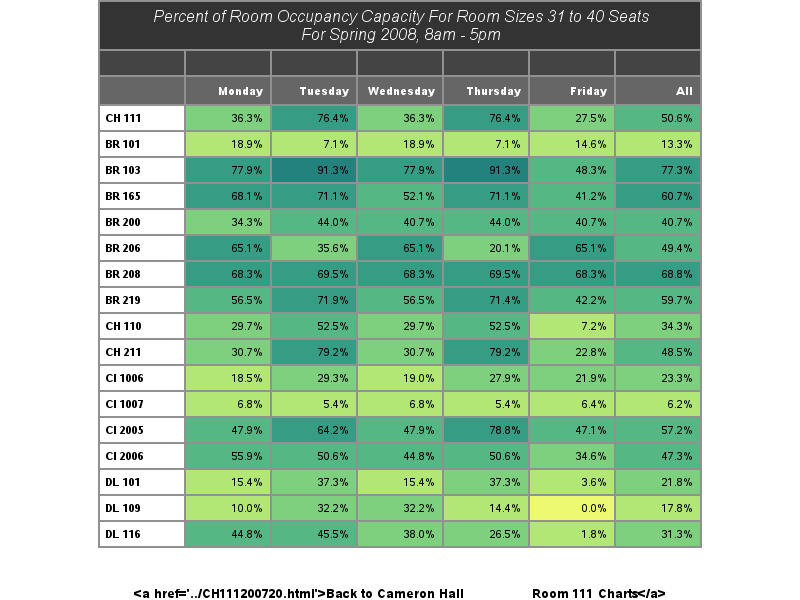 Percent of Room Occupancy Capacity For Room Sizes 31 to 40 Seats
For Spring 2008, 8am - 5pm
Monday Tuesday Wednesday Thursday Friday All
CH 111 36.3% 76.4% 36.3% 76.4% 27.5% 50.6%
BR 101 18.9% 7.1% 18.9% 7.1% 14.6% 13.3%
BR 103 77.9% 91.3% 77.9% 91.3% 48.3% 77.3%
BR 165 68.1% 71.1% 52.1% 71.1% 41.2% 60.7%
BR 200 34.3% 44.0% 40.7% 44.0% 40.7% 40.7%
BR 206 65.1% 35.6% 65.1% 20.1% 65.1% 49.4%
BR 208 68.3% 69.5% 68.3% 69.5% 68.3% 68.8%
BR 219 56.5% 71.9% 56.5% 71.4% 42.2% 59.7%
CH 110 29.7% 52.5% 29.7% 52.5% 7.2% 34.3%
CH 211 30.7% 79.2% 30.7% 79.2% 22.8% 48.5%
CI 1006 18.5% 29.3% 19.0% 27.9% 21.9% 23.3%
CI 1007 6.8% 5.4% 6.8% 5.4% 6.4% 6.2%
CI 2005 47.9% 64.2% 47.9% 78.8% 47.1% 57.2%
CI 2006 55.9% 50.6% 44.8% 50.6% 34.6% 47.3%
DL 101 15.4% 37.3% 15.4% 37.3% 3.6% 21.8%
DL 109 10.0% 32.2% 32.2% 14.4% 0.0% 17.8%
DL 116 44.8% 45.5% 38.0% 26.5% 1.8% 31.3%
<a href='../CH111200720.html'>Back to Cameron Hall Room 111 Charts</a>